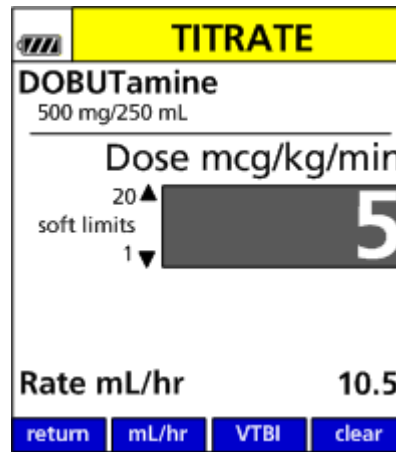 TITRATE
DOBUTamine
500 mg/250 mL
Dose mcg/kg/min
20
soft limits
1
5
Rate mL/hr 10.5
return mL/hr VTBI clear